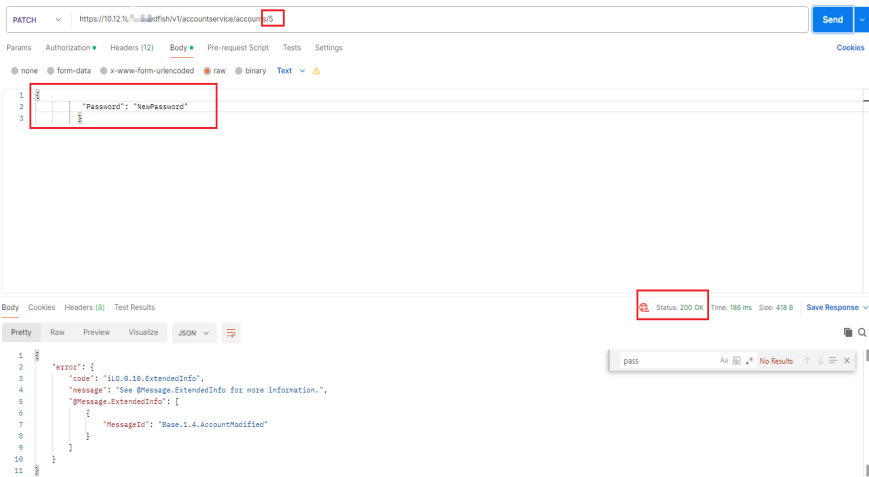 PATCH https://10.12.1 edfish/v1/accountservice/accounts/5 Send
Params Authorization Headers (12) Body Pre-request Script Tests Settings Cookies
none form-data x-www-form-urlencoded raw binary Text
1 {
2 "Password": "NewPassword"
3 }
Body Cookies Headers (8) Test Results Status: 200 OK Time: 186 ms Size: 418 B Save Response
Pretty Raw Preview Visualize JSON
pass Aa ab .* No Results
1 {
2 "error": {
3 "code": "iLO.0.10.ExtendedInfo",
4 "message": "See @Message.ExtendedInfo for more information.",
5 "@Message.ExtendedInfo": [
6 {
7 "MessageId": "Base.1.4.AccountModified"
8 }
9 ]
10 }
11 }